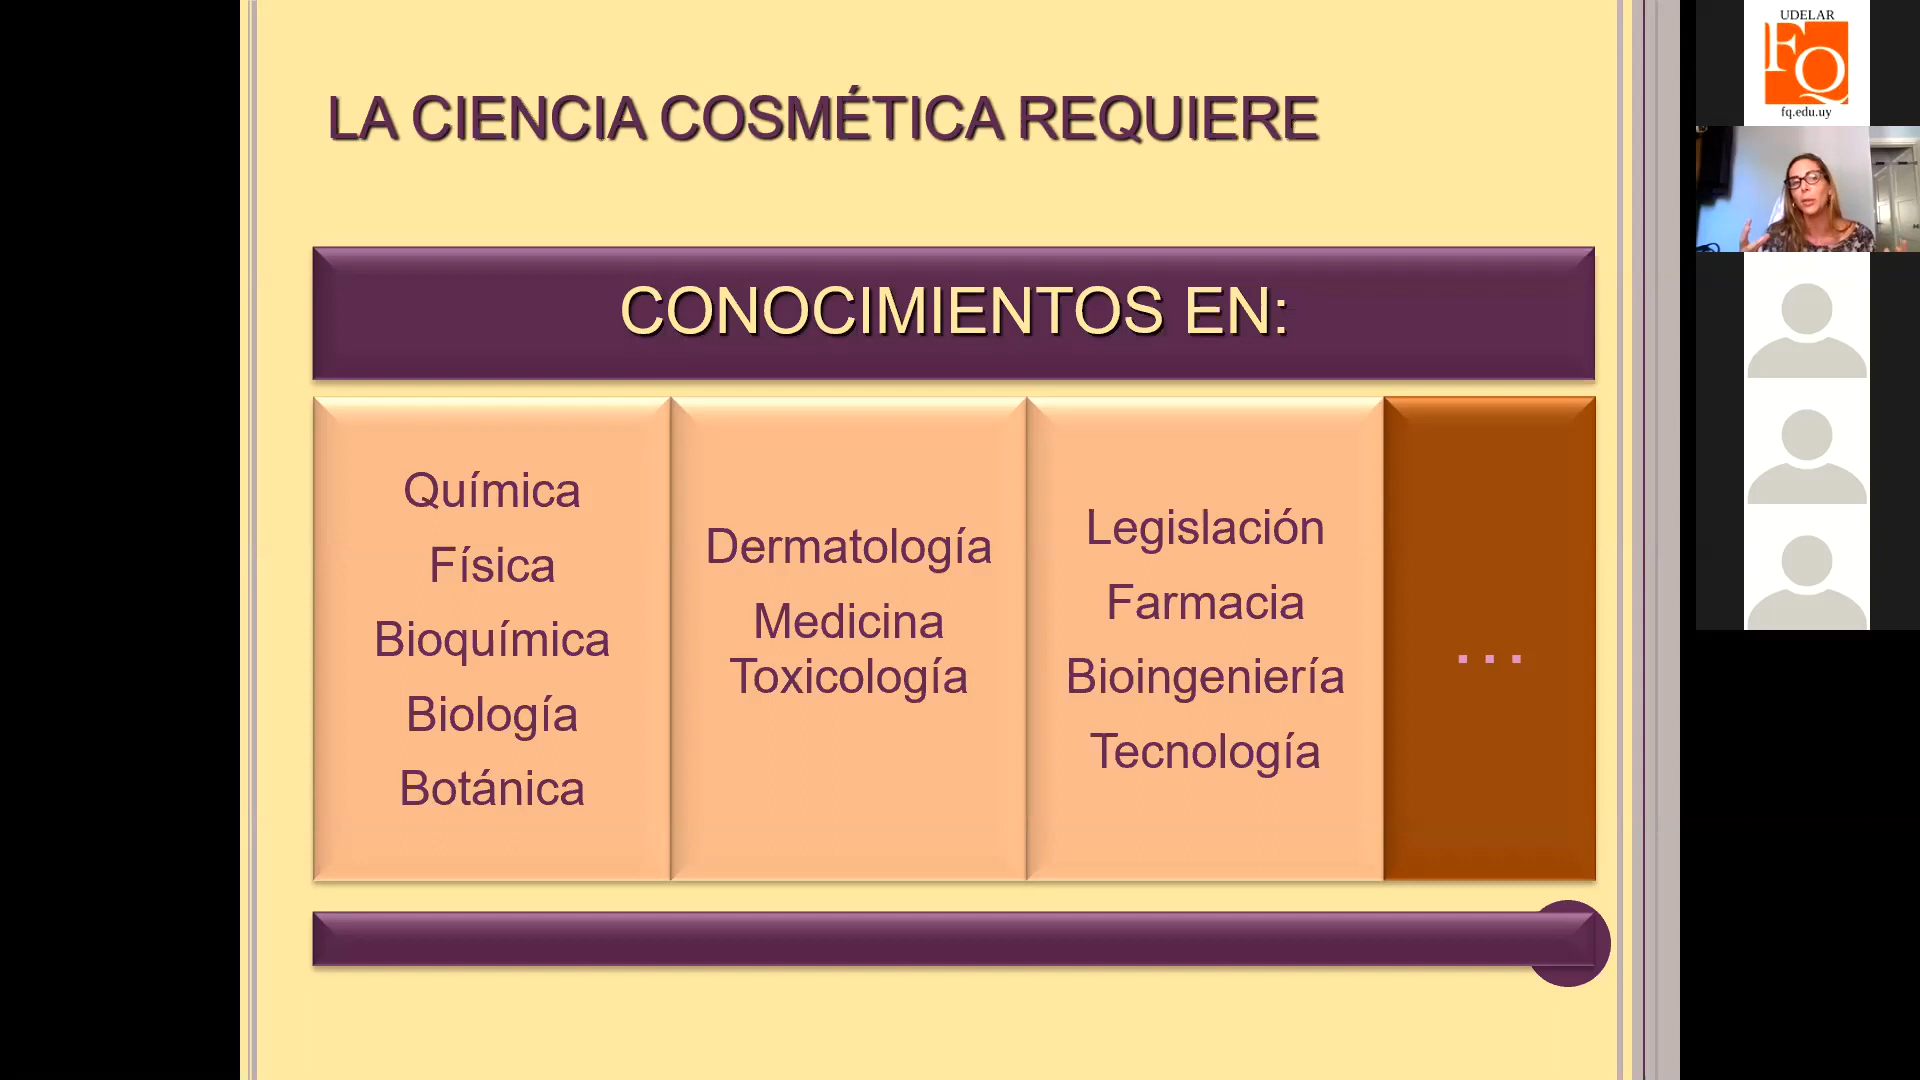 LA CIENCIA COSMÉTICA REQUIERE
CONOCIMIENTOS EN:
Química
Física
Bioquímica
Biología
Botánica
Dermatología
Medicina
Toxicología
Legislación
Farmacia
Bioingeniería
Tecnología
...
UDELAR
FQ
fq.edu.uy